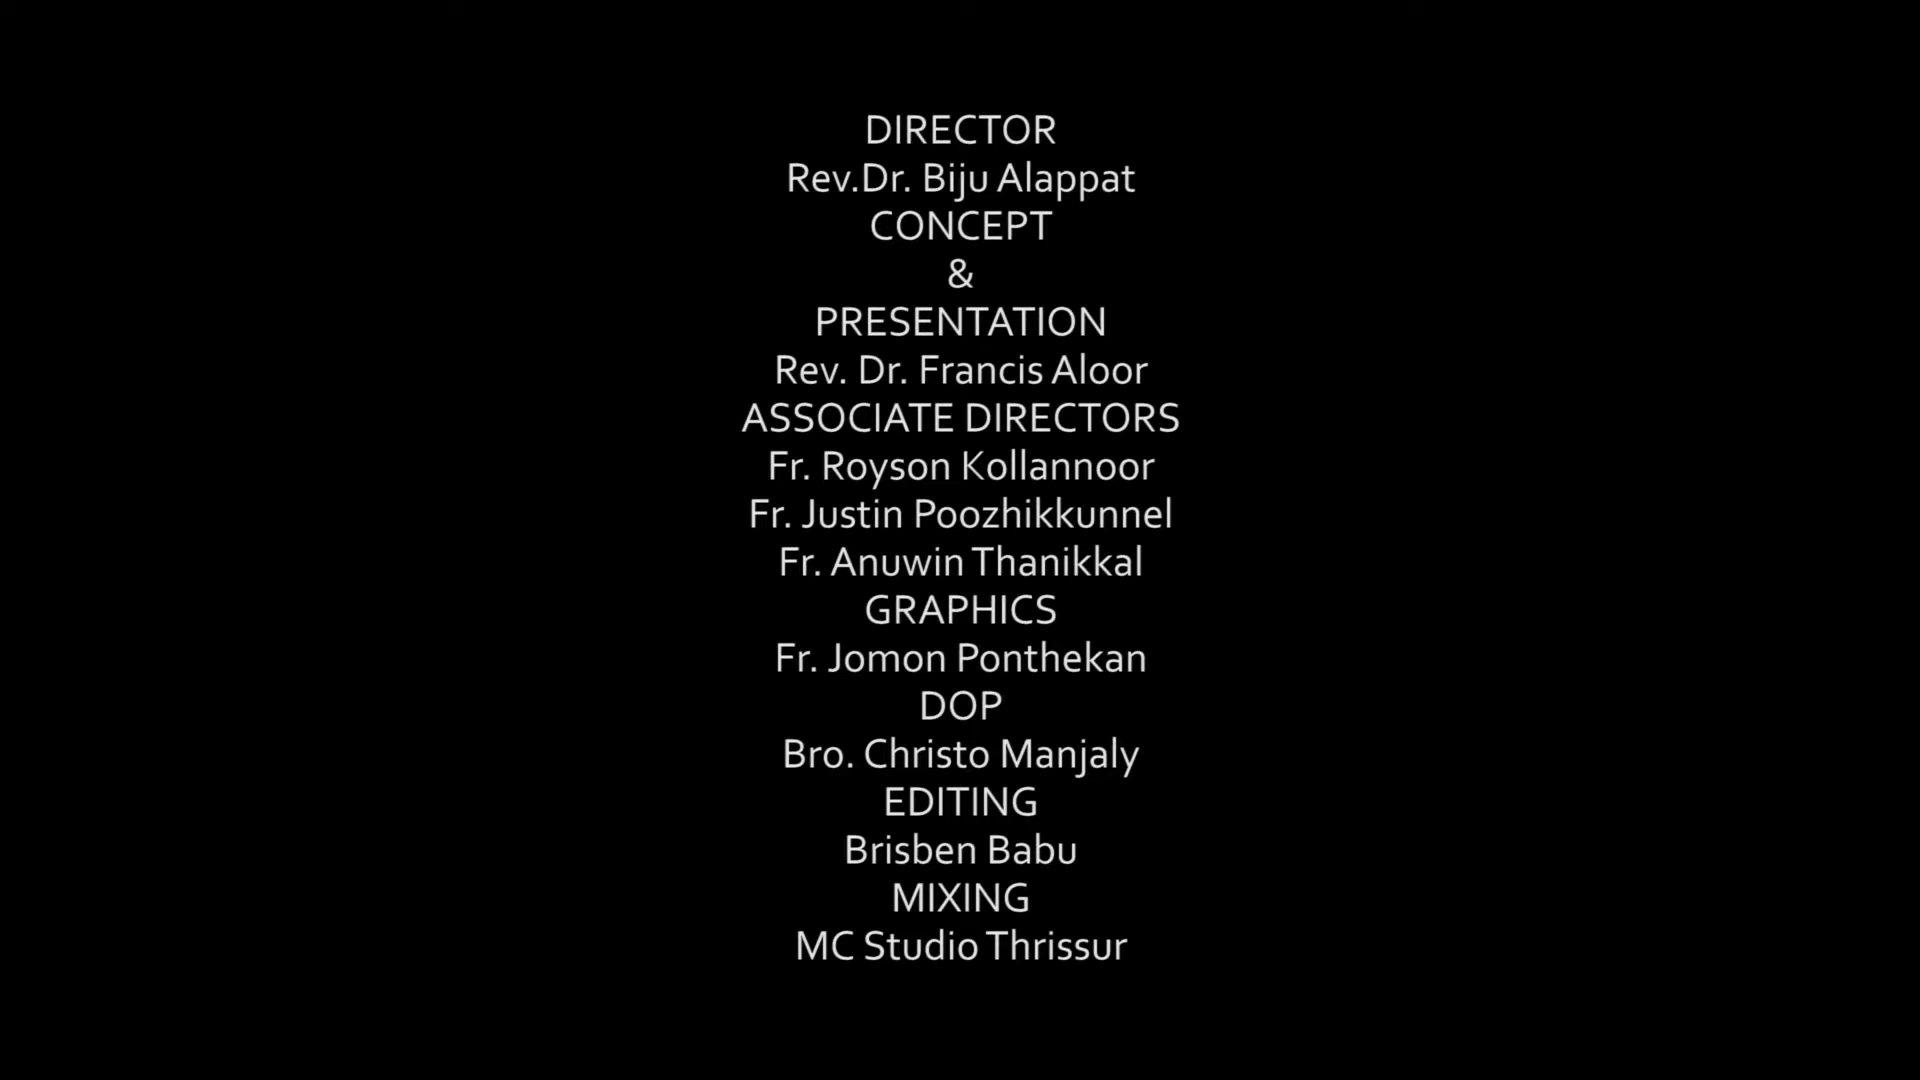 DIRECTOR
Rev.Dr. Biju Alappat
CONCEPT
&
PRESENTATION
Rev. Dr. Francis Aloor
ASSOCIATE DIRECTORS
Fr. Royson Kollannoor
Fr. Justin Poozhikkunnel
Fr. Anuwin Thanikkal
GRAPHICS
Fr. Jomon Ponthekan
DOP
Bro. Christo Manjaly
EDITING
Brisben Babu
MIXING
MC Studio Thrissur